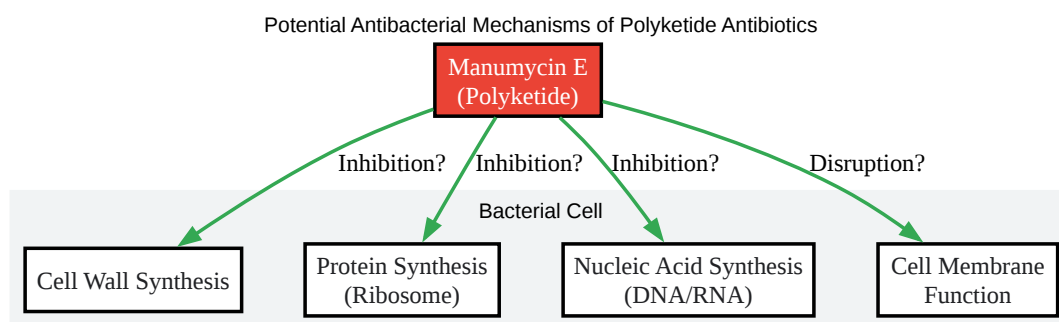 Potential Antibacterial Mechanisms of Polyketide Antibiotics
Manumycin E
(Polyketide)
Inhibition?
Inhibition?
Inhibition?
Disruption?
Bacterial Cell
Cell Wall Synthesis
Protein Synthesis
(Ribosome)
Nucleic Acid Synthesis
(DNA/RNA)
Cell Membrane
Function